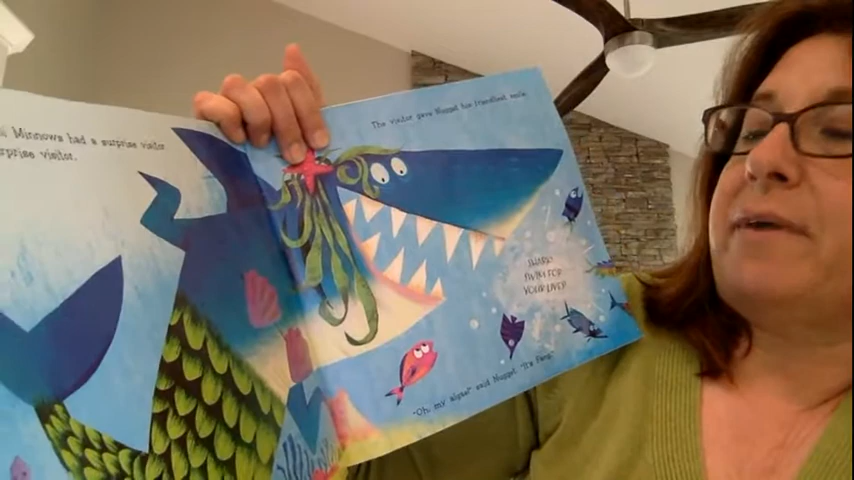 Minnows had a surprise visitor
rprise visitor.
The visitor gave Nugget his friendliest smile.
SHARK!
SWIM FOR
YOUR LIVES!
"Oh, my algae!" said Nugget. "It's Fang."